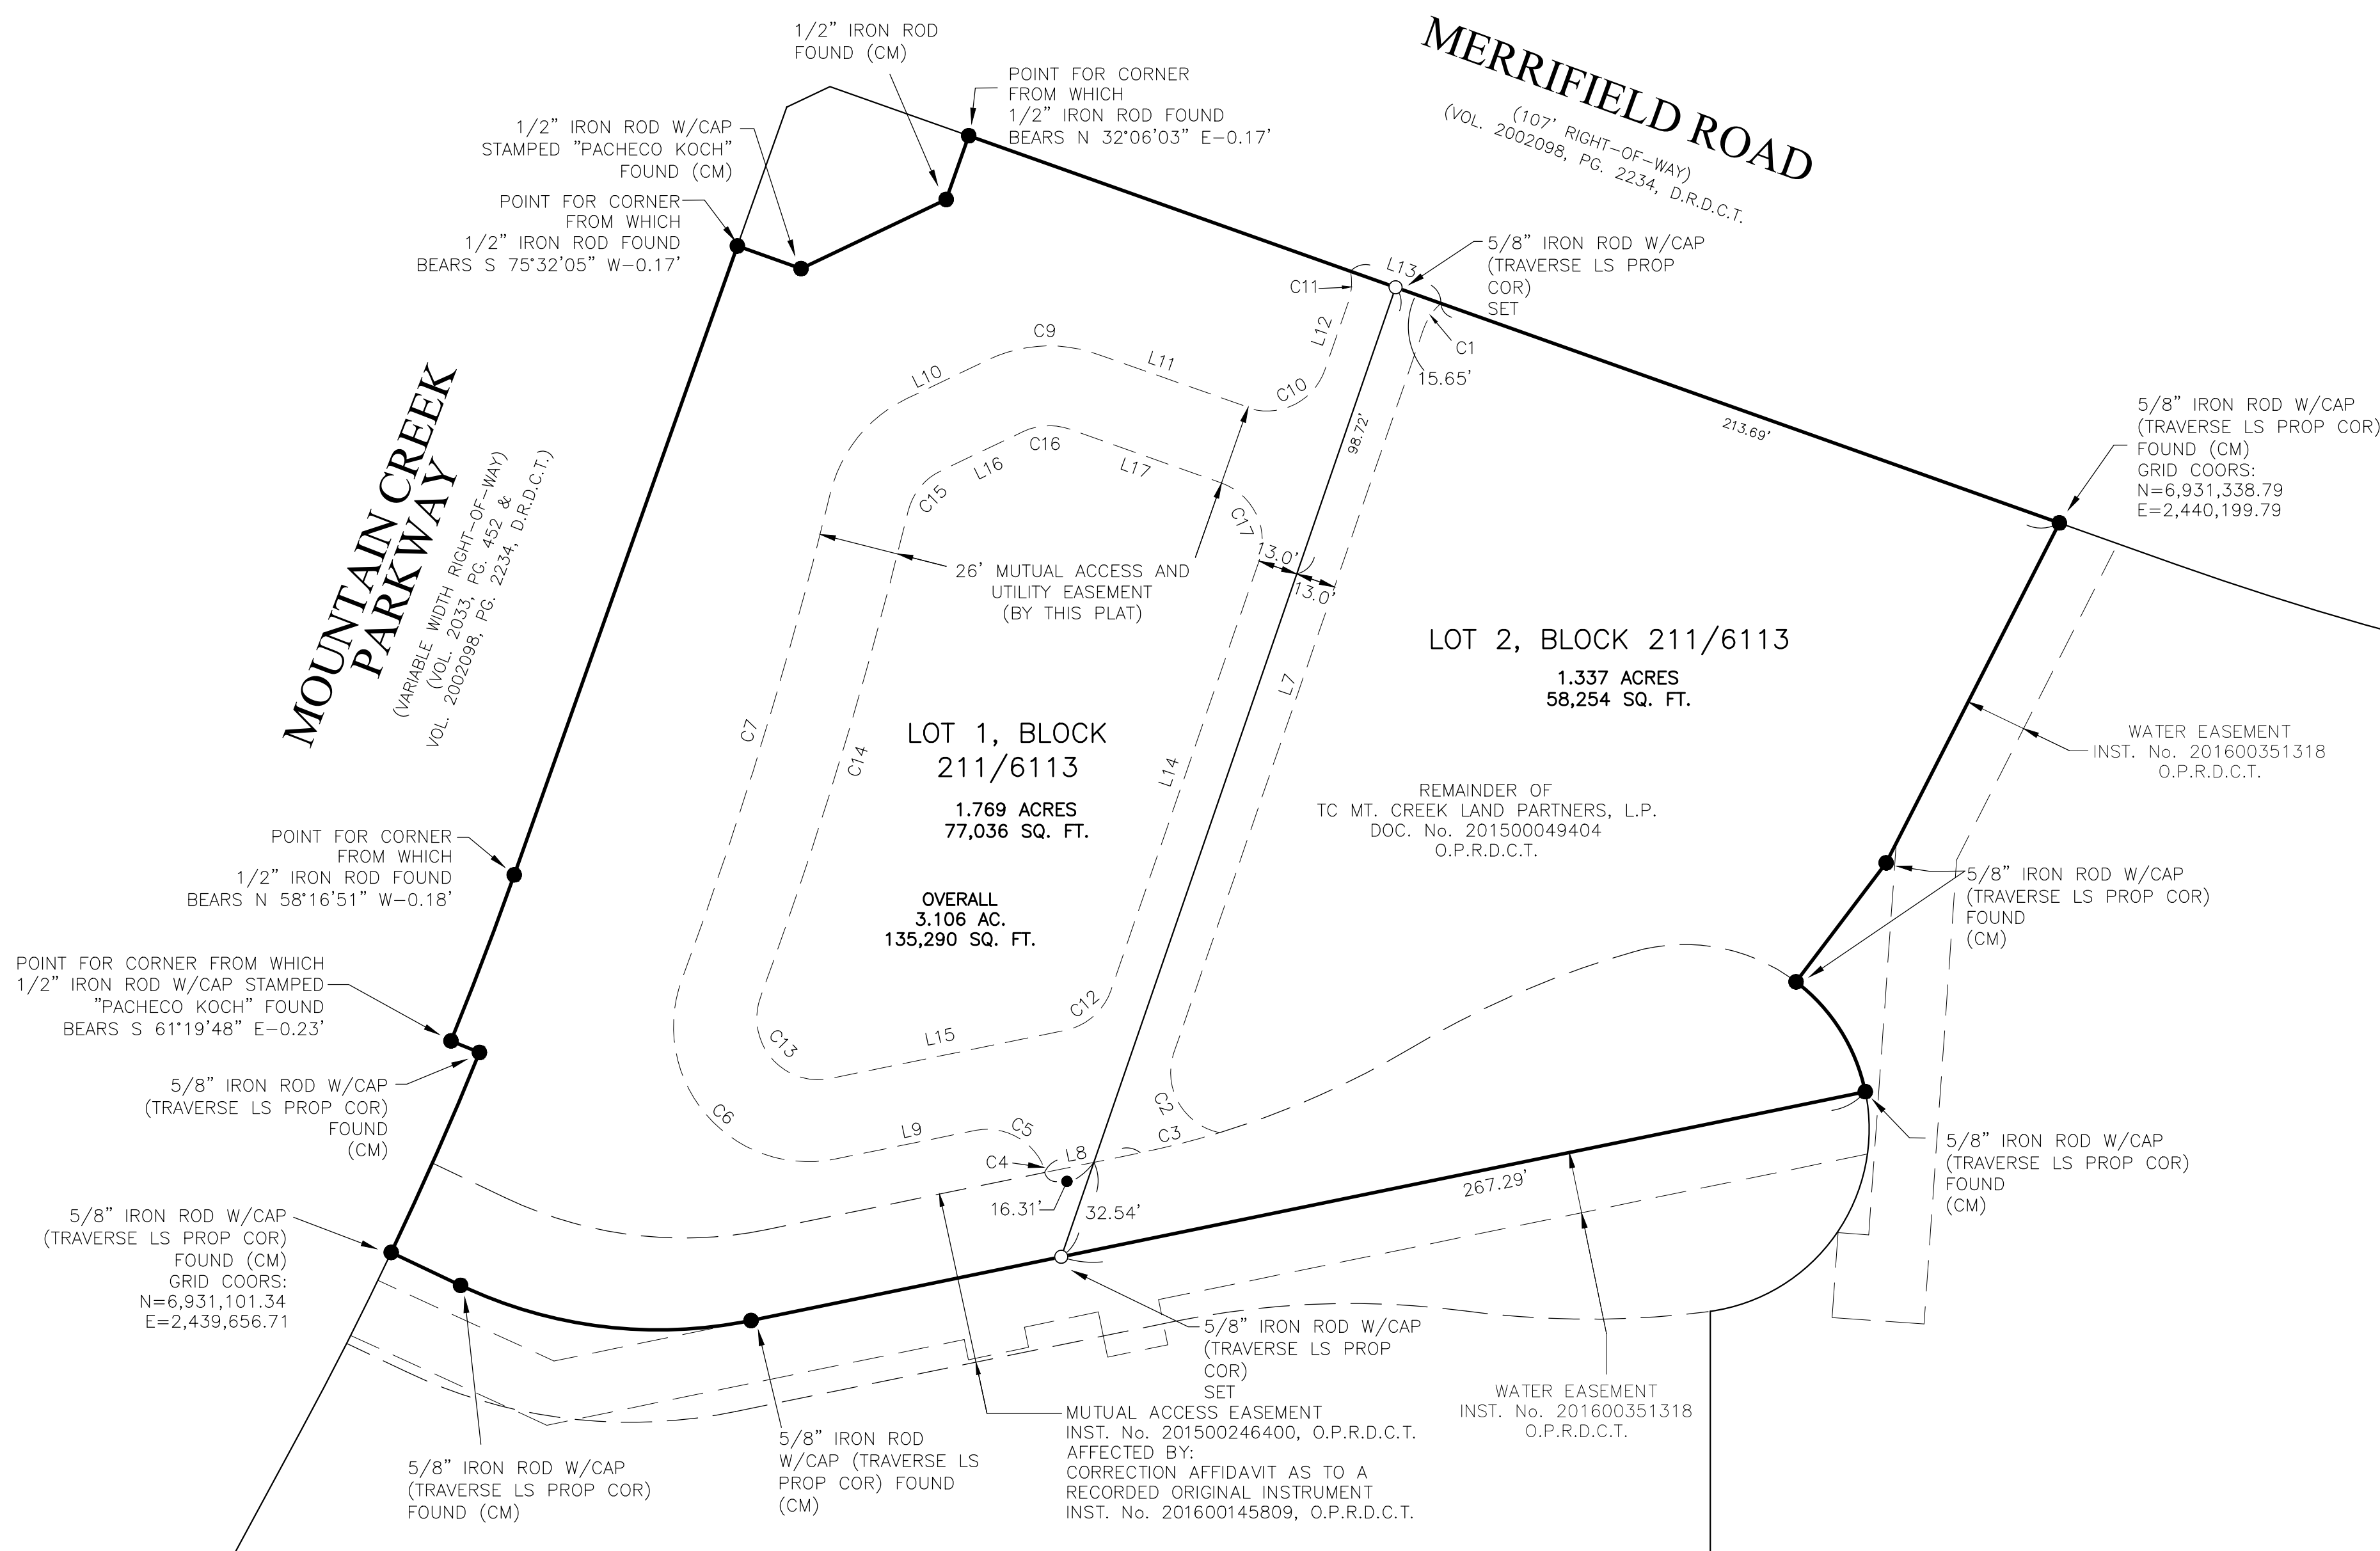 1/2" IRON ROD
FOUND (CM)
POINT FOR CORNER
FROM WHICH
1/2" IRON ROD FOUND
BEARS N 32°06'03" E-0.17'
MERRIFIELD ROAD
(107' RIGHT-OF-WAY)
(VOL. 2002098, PG. 2234, D.R.D.C.T.
1/2" IRON ROD W/CAP
STAMPED "PACHECO KOCH"
FOUND (CM)
POINT FOR CORNER
FROM WHICH
1/2" IRON ROD FOUND
BEARS S 75°32'05" W-0.17'
5/8" IRON ROD W/CAP
(TRAVERSE LS PROP
COR)
SET
L13
C11
L12
C1
15.65'
C9
L10
L11
C10
98.72'
213.69'
5/8" IRON ROD W/CAP
(TRAVERSE LS PROP COR)
FOUND (CM)
GRID COORS:
N=6,931,338.79
E=2,440,199.79
MOUNTAIN CREEK
PARKWAY
(VARIABLE WIDTH RIGHT-OF-WAY)
(VOL. 2033, PG. 452 &
VOL. 2002098, PG. 2234, D.R.D.C.T.)
C16
L16
L17
C15
C17
13.0'
13.0'
26' MUTUAL ACCESS AND
UTILITY EASEMENT
(BY THIS PLAT)
LOT 2, BLOCK 211/6113
1.337 ACRES
58,254 SQ. FT.
L7
C7
C14
L14
LOT 1, BLOCK
211/6113
1.769 ACRES
77,036 SQ. FT.
WATER EASEMENT
INST. No. 201600351318
O.P.R.D.C.T.
REMAINDER OF
TC MT. CREEK LAND PARTNERS, L.P.
DOC. No. 201500049404
O.P.R.D.C.T.
OVERALL
3.106 AC.
135,290 SQ. FT.
POINT FOR CORNER
FROM WHICH
1/2" IRON ROD FOUND
BEARS N 58°16'51" W-0.18'
5/8" IRON ROD W/CAP
(TRAVERSE LS PROP COR)
FOUND
(CM)
POINT FOR CORNER FROM WHICH
1/2" IRON ROD W/CAP STAMPED
"PACHECO KOCH" FOUND
BEARS S 61°19'48" E-0.23'
C12
C13
L15
5/8" IRON ROD W/CAP
(TRAVERSE LS PROP COR)
FOUND
(CM)
C6
L9
C5
C4
L8
C3
C2
16.31'
32.54'
267.29'
5/8" IRON ROD W/CAP
(TRAVERSE LS PROP COR)
FOUND
(CM)
5/8" IRON ROD W/CAP
(TRAVERSE LS PROP COR)
FOUND (CM)
GRID COORS:
N=6,931,101.34
E=2,439,656.71
5/8" IRON ROD W/CAP
(TRAVERSE LS PROP
COR)
SET
WATER EASEMENT
INST. No. 201600351318
O.P.R.D.C.T.
MUTUAL ACCESS EASEMENT
INST. No. 201500246400, O.P.R.D.C.T.
AFFECTED BY:
CORRECTION AFFIDAVIT AS TO A
RECORDED ORIGINAL INSTRUMENT
INST. No. 201600145809, O.P.R.D.C.T.
5/8" IRON ROD
W/CAP (TRAVERSE LS
PROP COR) FOUND
(CM)
5/8" IRON ROD W/CAP
(TRAVERSE LS PROP COR)
FOUND (CM)